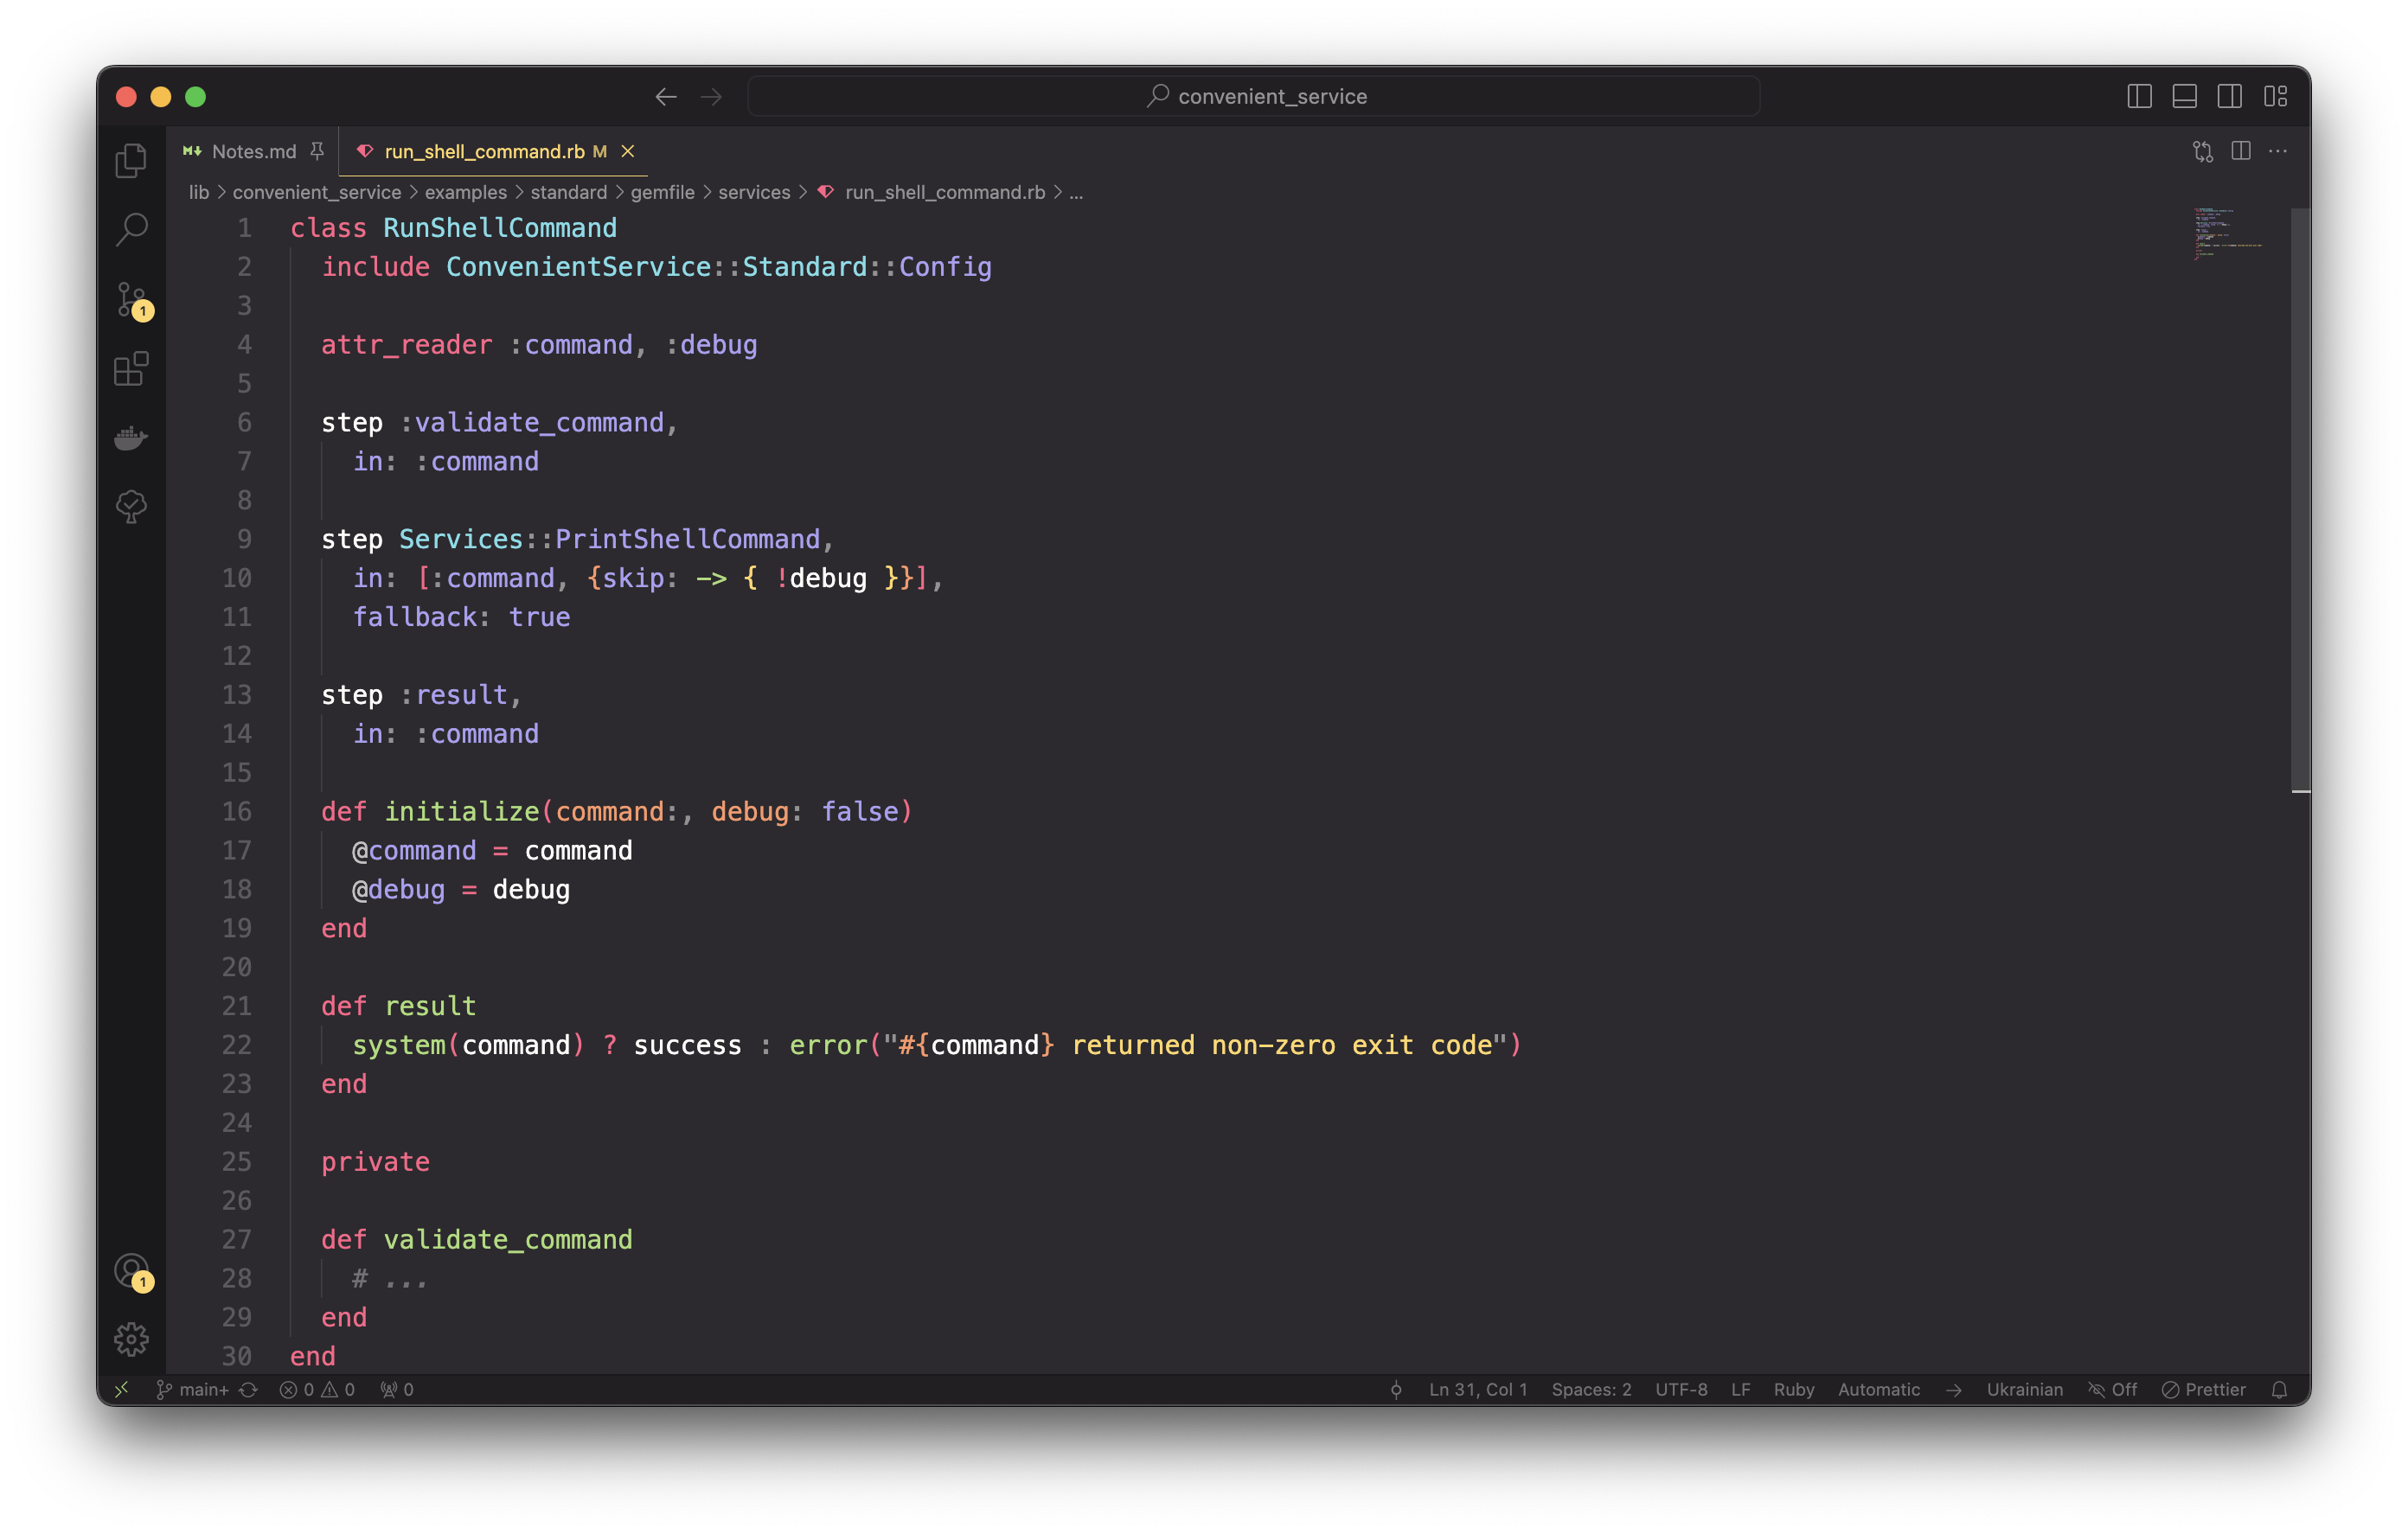 convenient_service
Notes.md
run_shell_command.rb M
lib > convenient_service > examples > standard > gemfile > services > run_shell_command.rb > ...
1 class RunShellCommand
2   include ConvenientService::Standard::Config
3
4   attr_reader :command, :debug
5
6   step :validate_command,
7     in: :command
8
9   step Services::PrintShellCommand,
10     in: [:command, {skip: -> { !debug }}],
11     fallback: true
12
13   step :result,
14     in: :command
15
16   def initialize(command:, debug: false)
17     @command = command
18     @debug = debug
19   end
20
21   def result
22     system(command) ? success : error("#{command} returned non-zero exit code")
23   end
24
25   private
26
27   def validate_command
28     # ...
29   end
30 end
1
1
main+ 0 0 0 Ln 31, Col 1 Spaces: 2 UTF-8 LF Ruby Automatic Ukrainian Off Prettier